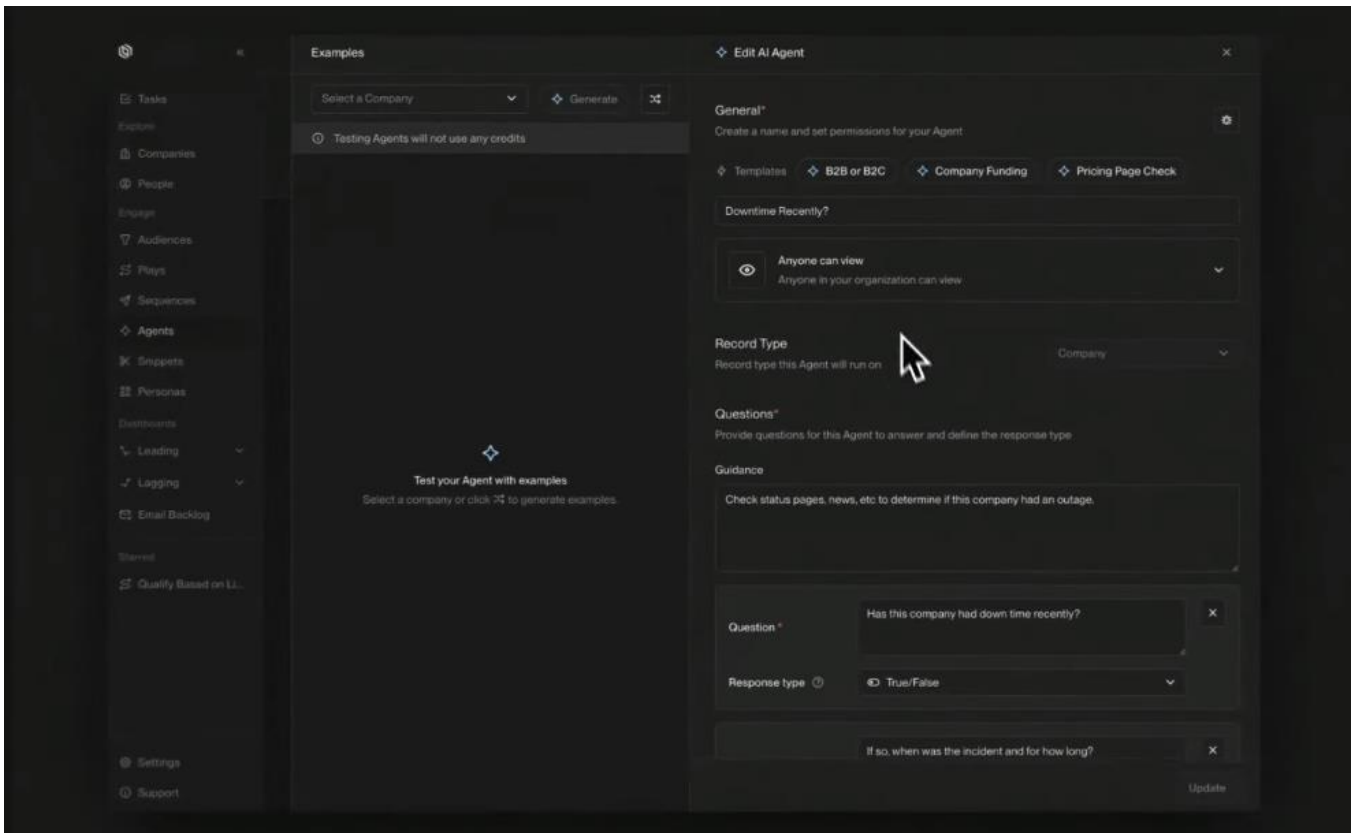 Tasks
Explore
Companies
People
Engage
Audiences
Plays
Sequences
Agents
Snippets
Personas
Dashboards
Leading
Lagging
Email Backlog
Starred
Qualify Based on Li...
Settings
Support
Examples
Select a Company
Generate
Testing Agents will not use any credits
Test your Agent with examples
Select a company or click to generate examples.
Edit AI Agent
General*
Create a name and set permissions for your Agent
Templates B2B or B2C Company Funding Pricing Page Check
Downtime Recently?
Anyone can view
Anyone in your organization can view
Record Type
Record type this Agent will run on
Company
Questions*
Provide questions for this Agent to answer and define the response type
Guidance
Check status pages, news, etc to determine if this company had an outage.
Question *
Has this company had down time recently?
Response type
True/False
If so, when was the incident and for how long?
Update